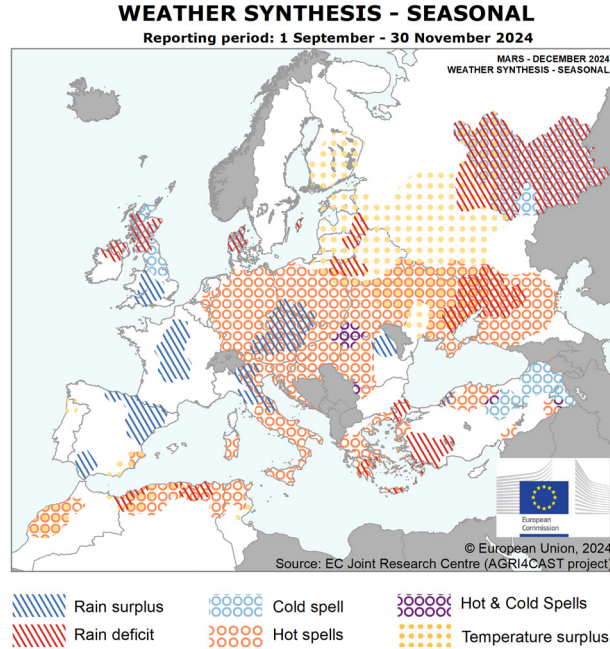 WEATHER SYNTHESIS - SEASONAL
Reporting period: 1 September - 30 November 2024
MARS - DECEMBER 2024
WEATHER SYNTHESIS - SEASONAL
European
Commission
© European Union, 2024
Source: EC Joint Research Centre (AGRI4CAST project)
Rain surplus
Cold spell
Hot & Cold Spells
Rain deficit
Hot spells
Temperature surplus